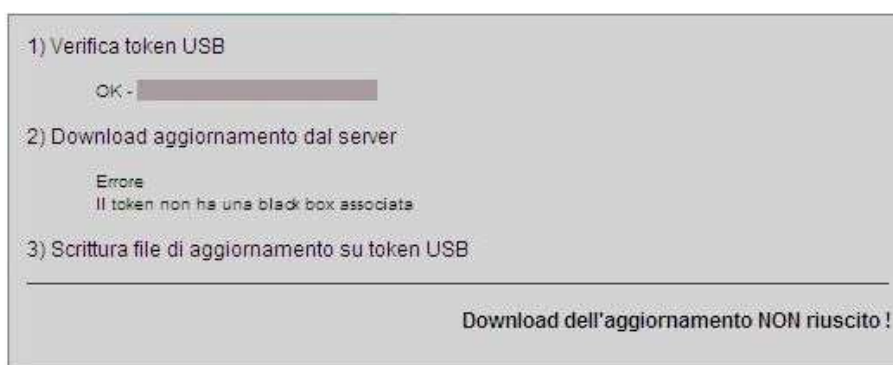 1) Verifica token USB
OK -
2) Download aggiornamento dal server
Errore
Il token non ha una black box associata
3) Scrittura file di aggiornamento su token USB
Download dell'aggiornamento NON riuscito !